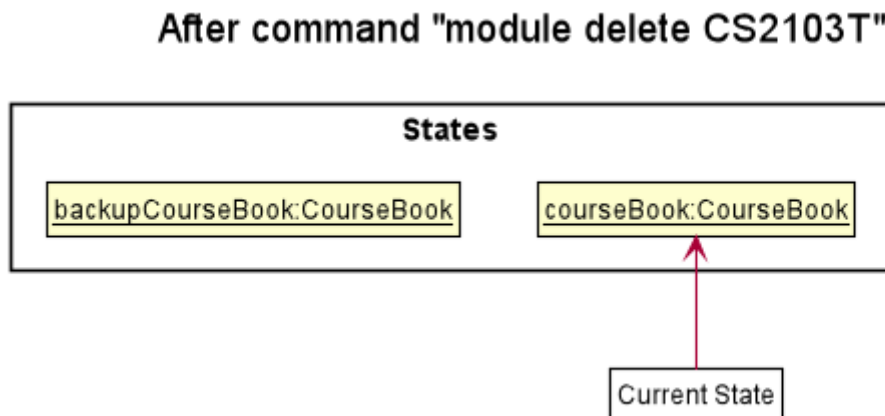 After command "module delete CS2103T"
States
backupCourseBook:CourseBook
courseBook:CourseBook
Current State